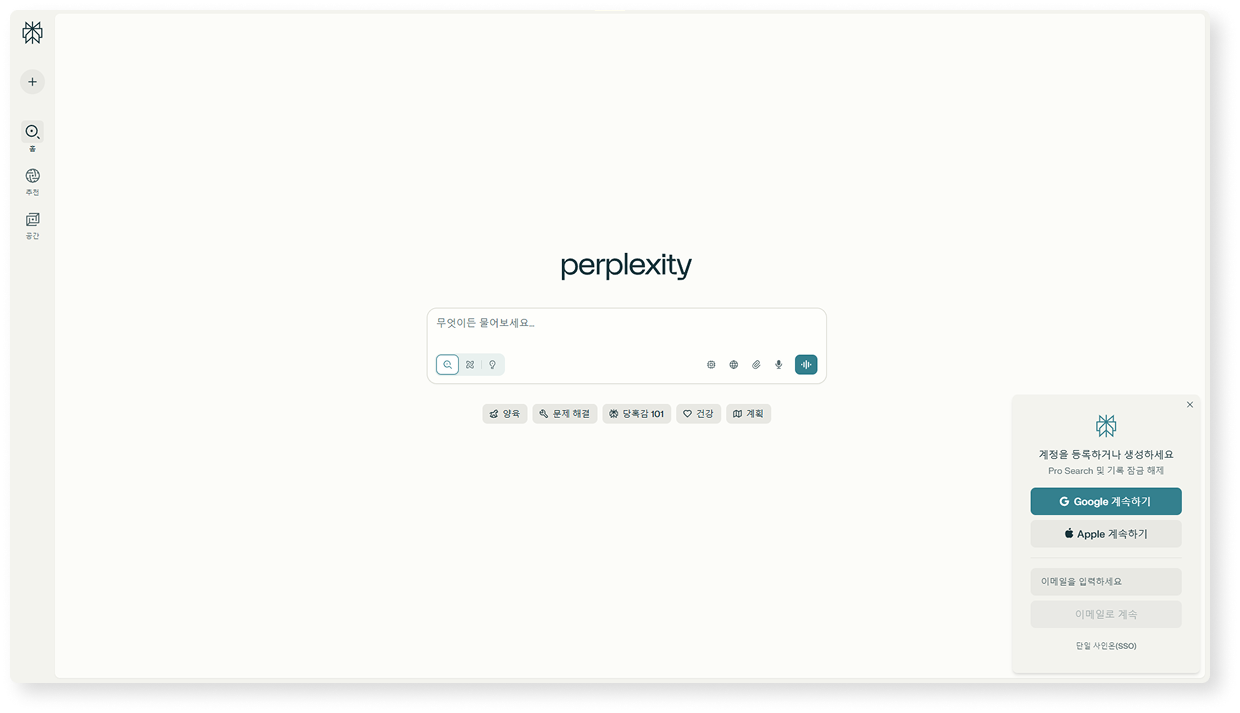 홈
추천
공간
perplexity
무엇이든 물어보세요...
양육 문제 해결 당혹감 101 건강 계획
계정을 등록하거나 생성하세요
Pro Search 및 기록 잠금 해제
Google 계속하기
Apple 계속하기
이메일을 입력하세요
이메일로 계속
단일 사인온(SSO)